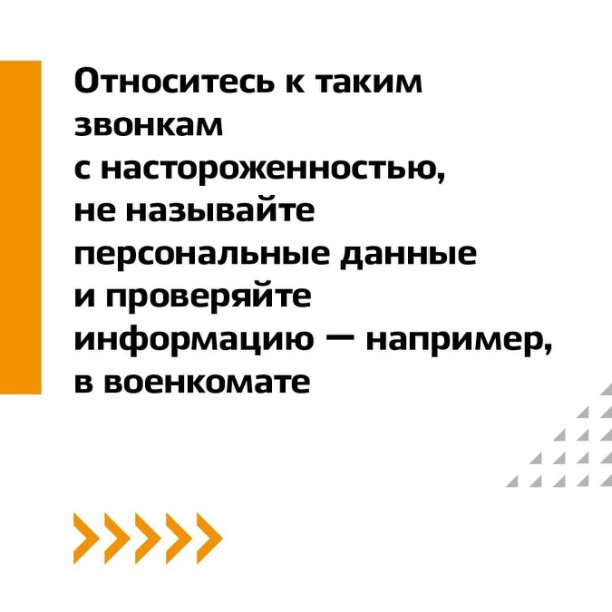 Относитесь к таким
звонкам
с настороженностью,
не называйте
персональные данные
и проверяйте
информацию — например,
в военкомате